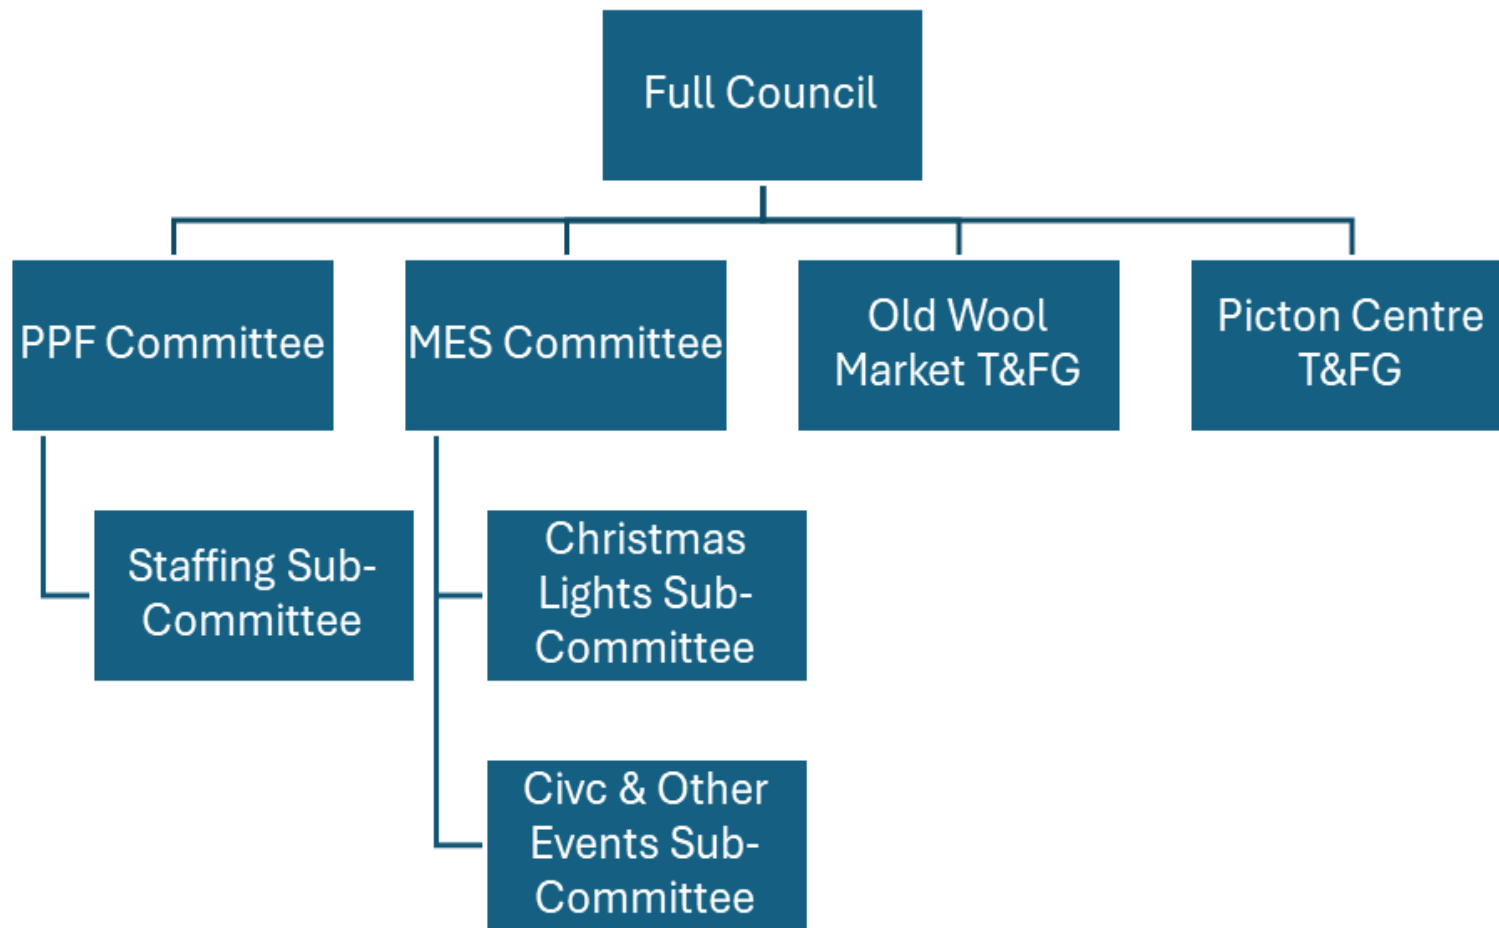 Full Council
PPF Committee
MES Committee
Old Wool
Market T&FG
Picton Centre
T&FG
Staffing Sub-
Committee
Christmas
Lights Sub-
Committee
Civc & Other
Events Sub-
Committee